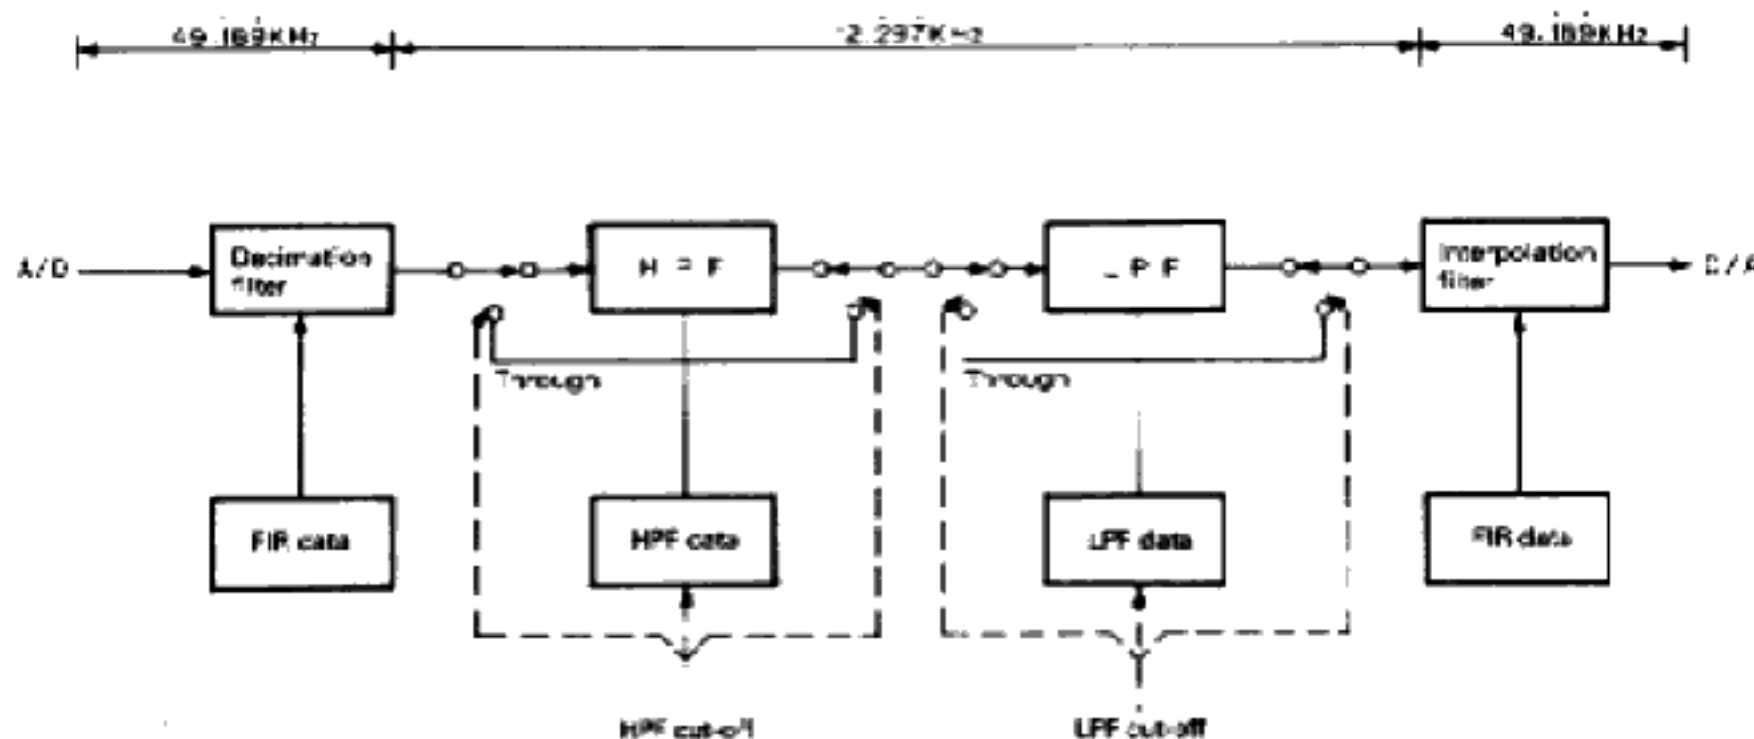 49.189KHz
12.297KHz
49.189KHz
A/D
Decimation
filter
HPF
LPF
Interpolation
filter
D/A
Through
Through
FIR data
HPF data
LPF data
FIR data
HPF cut-off
LPF cut-off